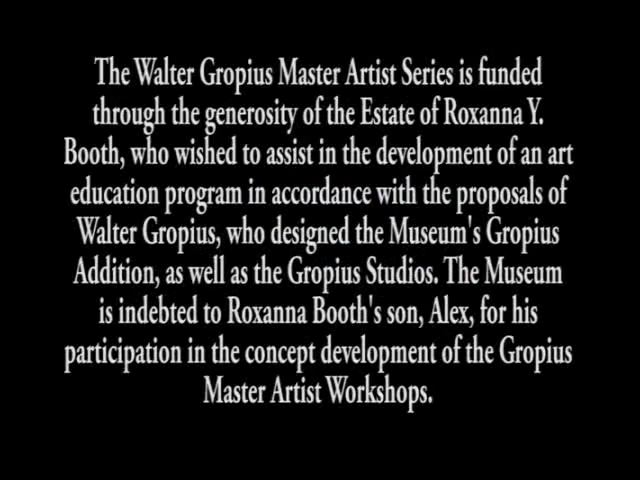 The Walter Gropius Master Artist Series is funded
through the generosity of the Estate of Roxanna Y.
Booth, who wished to assist in the development of an art
education program in accordance with the proposals of
Walter Gropius, who designed the Museum's Gropius
Addition, as well as the Gropius Studios. The Museum
is indebted to Roxanna Booth's son, Alex, for his
participation in the concept development of the Gropius
Master Artist Workshops.